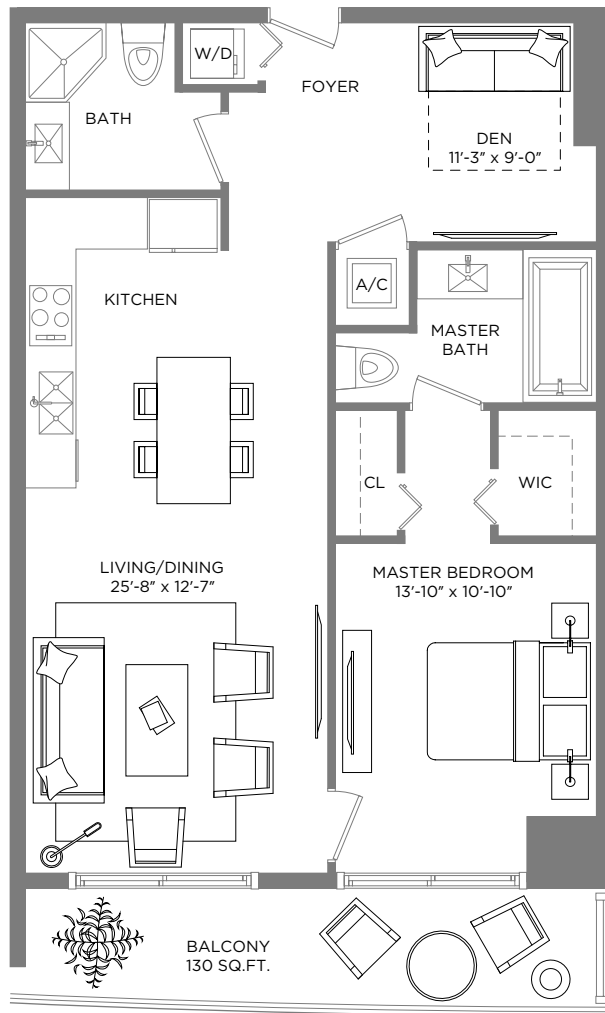 W/D
FOYER
BATH
DEN
11'-3" x 9'-0"
A/C
KITCHEN
MASTER
BATH
CL
WIC
LIVING/DINING
25'-8" x 12'-7"
MASTER BEDROOM
13'-10" x 10'-10"
BALCONY
130 SQ.FT.